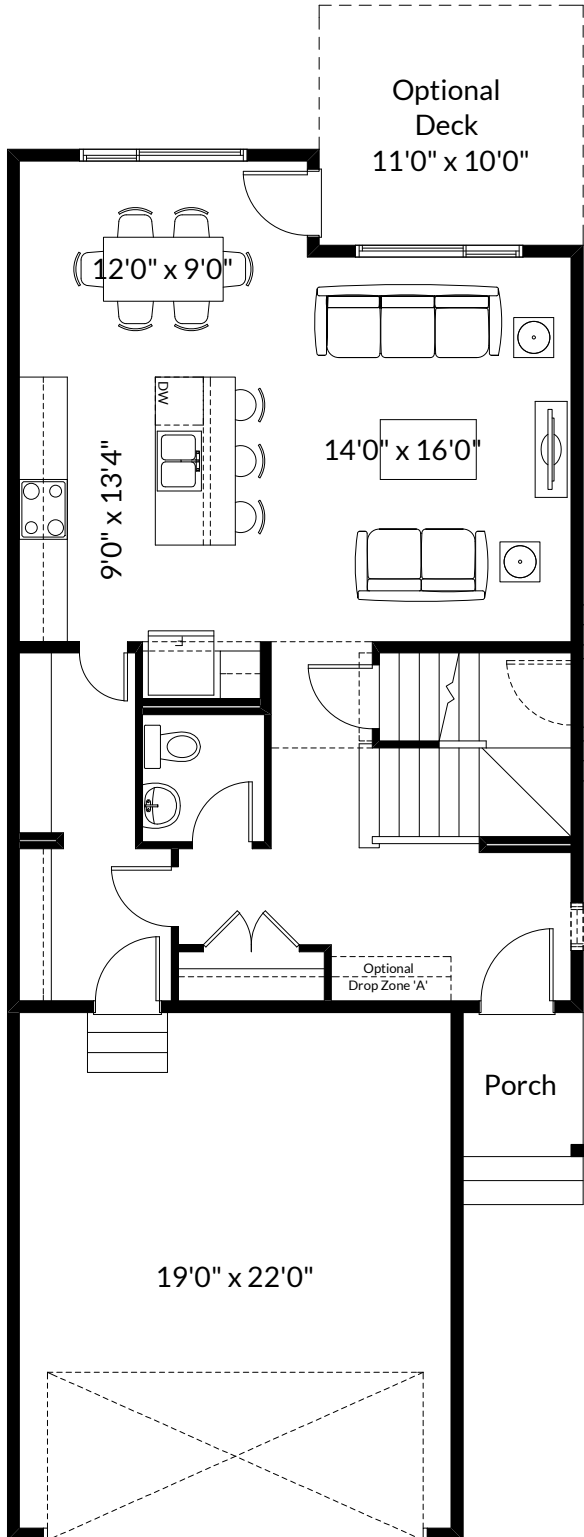 Optional
Deck
11'0" x 10'0"
12'0" x 9'0"
DW
14'0" x 16'0"
9'0" x 13'4"
F
Optional
Drop Zone 'A'
Porch
19'0" x 22'0"